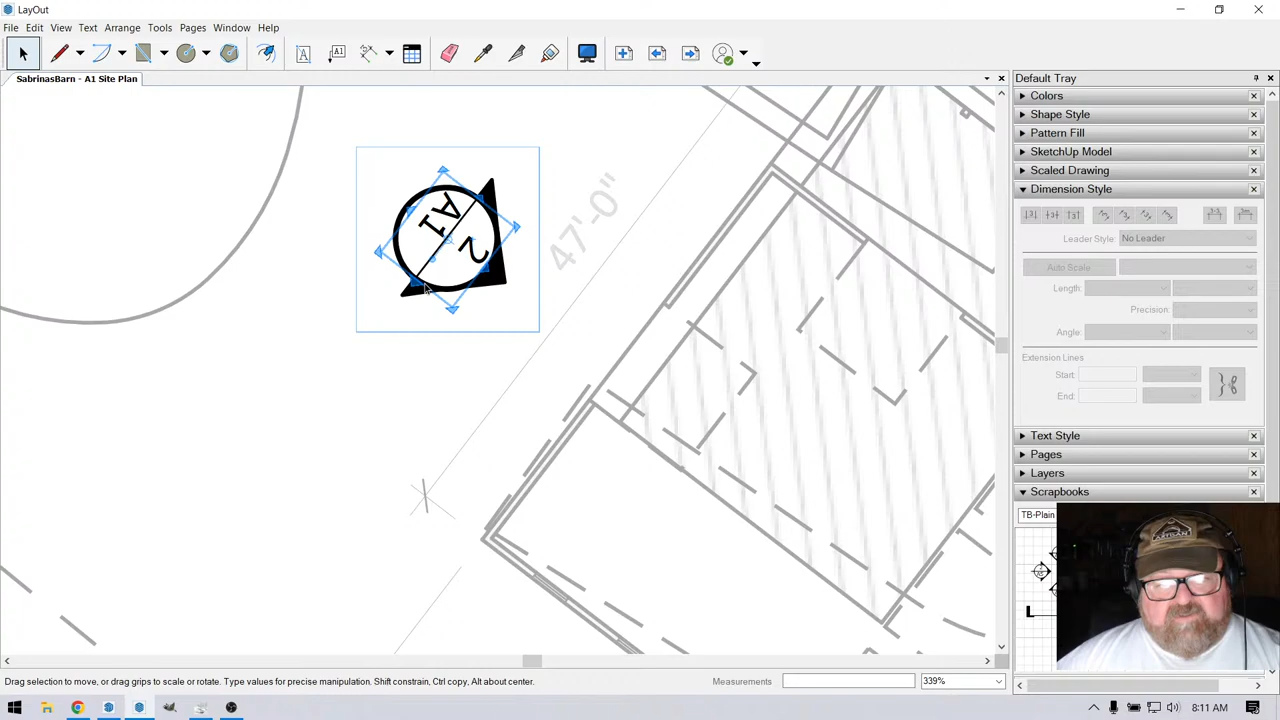 LayOut
File Edit View Text Arrange Tools Pages Window Help
SabrinasBarn - A1 Site Plan
A1
2
47'-0"
Default Tray
Colors
Shape Style
Pattern Fill
SketchUp Model
Scaled Drawing
Dimension Style
Leader Style: No Leader
Auto Scale
Length:
Precision:
Angle:
Extension Lines
Start:
End:
Text Style
Pages
Layers
Scrapbooks
TB-Plain
ARTISAN
Drag selection to move, or drag grips to scale or rotate. Type values for precise manipulation. Shift constrain, Ctrl copy, Alt about center.
Measurements
339%
8:11 AM